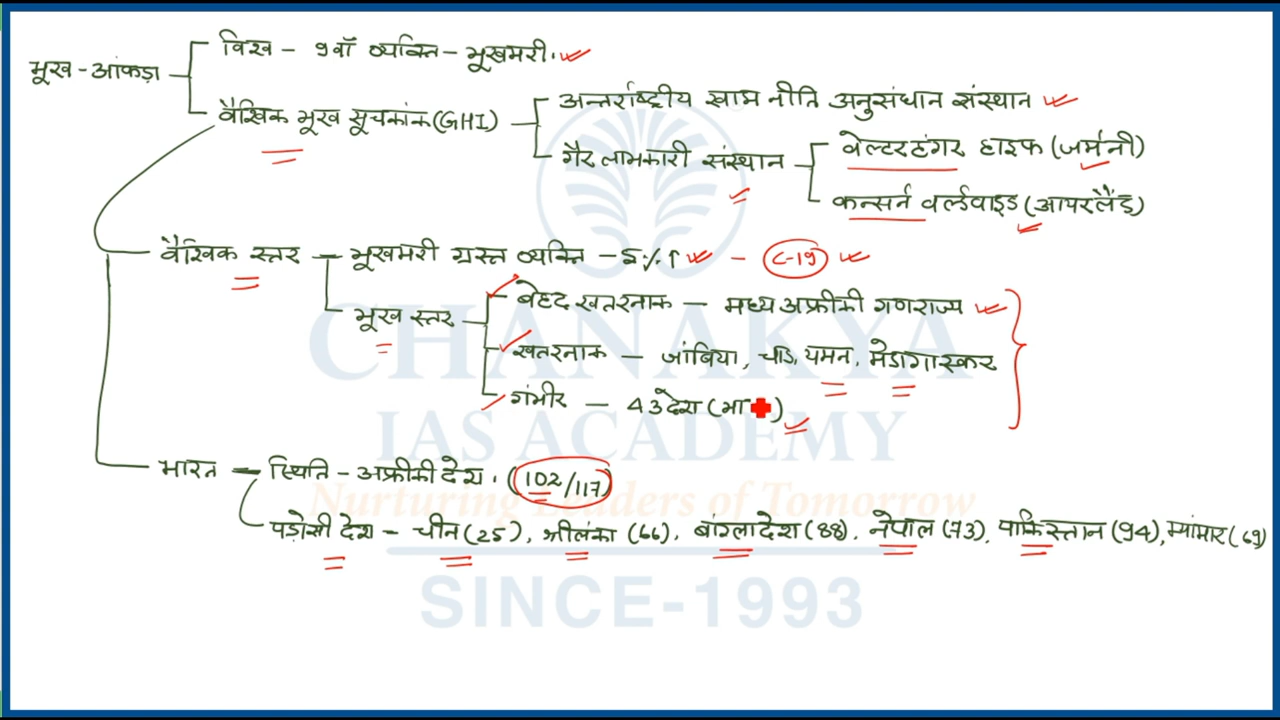 विश्व - 9वाँ व्यक्ति - भूखमरी.
भूख - आंकड़ा
वैश्विक भूख सूचकांक (GHI)
अन्तर्राष्ट्रीय खाद्य नीति अनुसंधान संस्थान
गैर लाभकारी संस्थान
वेल्टहंगर हाइफ (जर्मनी)
कन्सर्न वर्ल्डवाइड (आयरलैंड)
वैश्विक स्तर - भूखमरी ग्रस्त व्यक्ति - 5%↑ - C-19
भूख स्तर
बेहद खतरनाक - मध्य अफ्रीकी गणराज्य
खतरनाक - जांबिया, चाड, यमन, मेडागास्कर
गंभीर - 43 देश (भा )
भारत - स्थिति - अफ्रीकी देश. (102/117)
पड़ोसी देश - चीन (25), श्रीलंका (66), बांग्लादेश (88), नेपाल (73), पाकिस्तान (94), म्यांमार (69)
CHANAKYA
IAS ACADEMY
Nurturing Leaders of Tomorrow
SINCE-1993